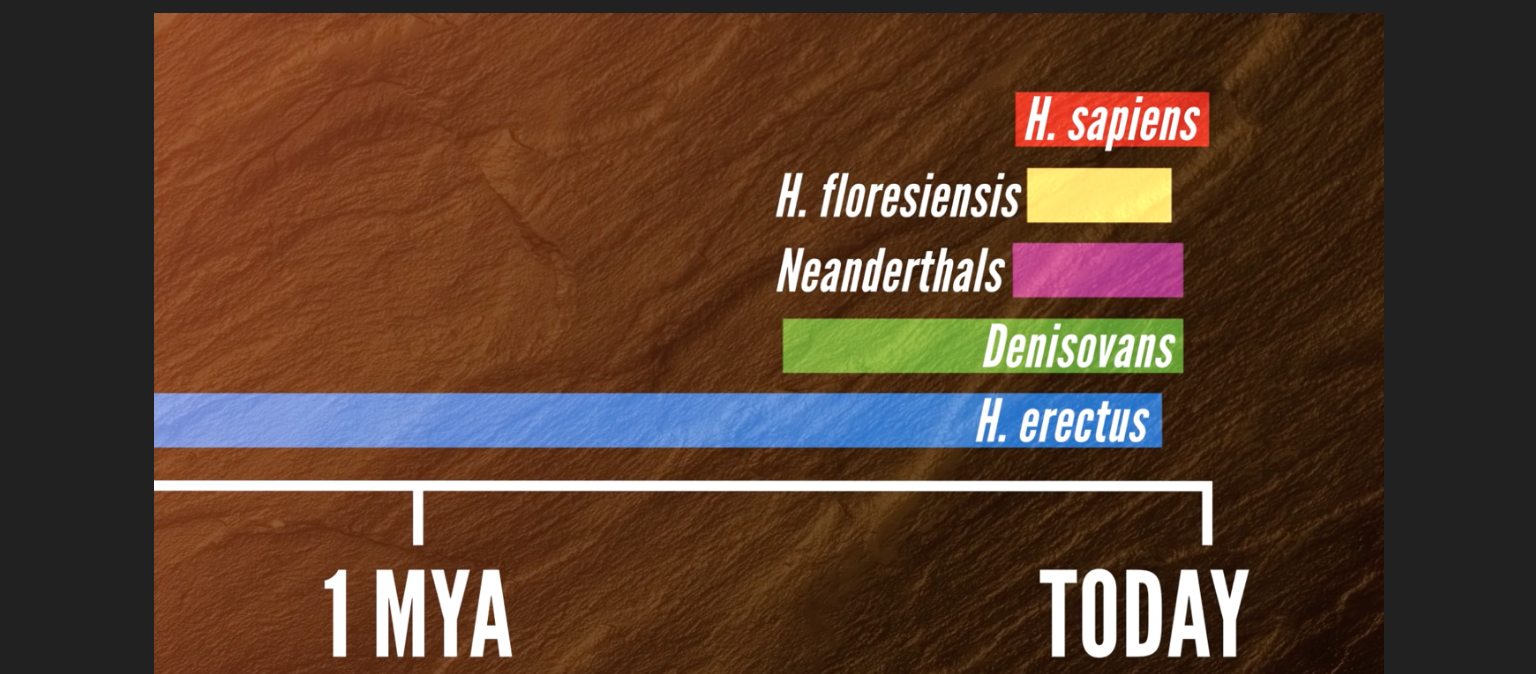 H. sapiens
H. floresiensis
Neanderthals
Denisovans
H. erectus
1 MYA
TODAY